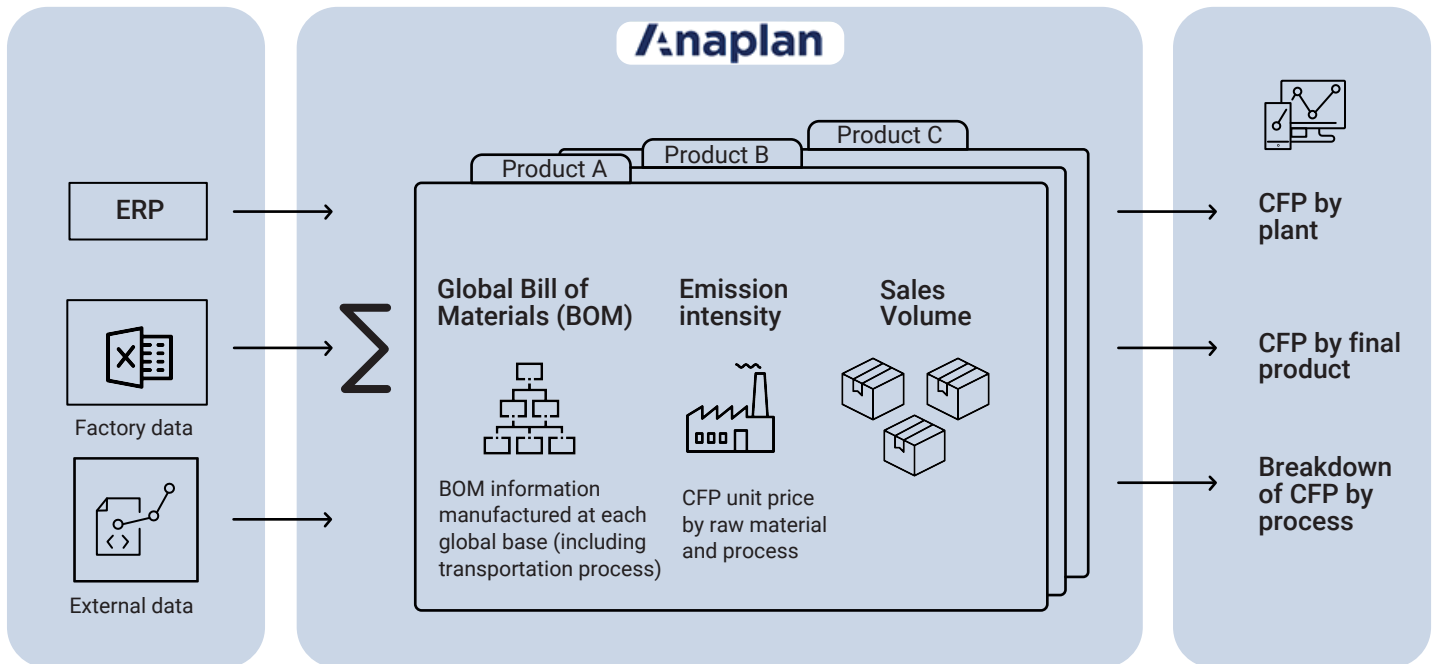 Anaplan
ERP
Factory data
External data
Product A
Product B
Product C
Global Bill of
Materials (BOM)
BOM information
manufactured at each
global base (including
transportation process)
Emission
intensity
CFP unit price
by raw material
and process
Sales
Volume
CFP by
plant
CFP by final
product
Breakdown
of CFP by
process